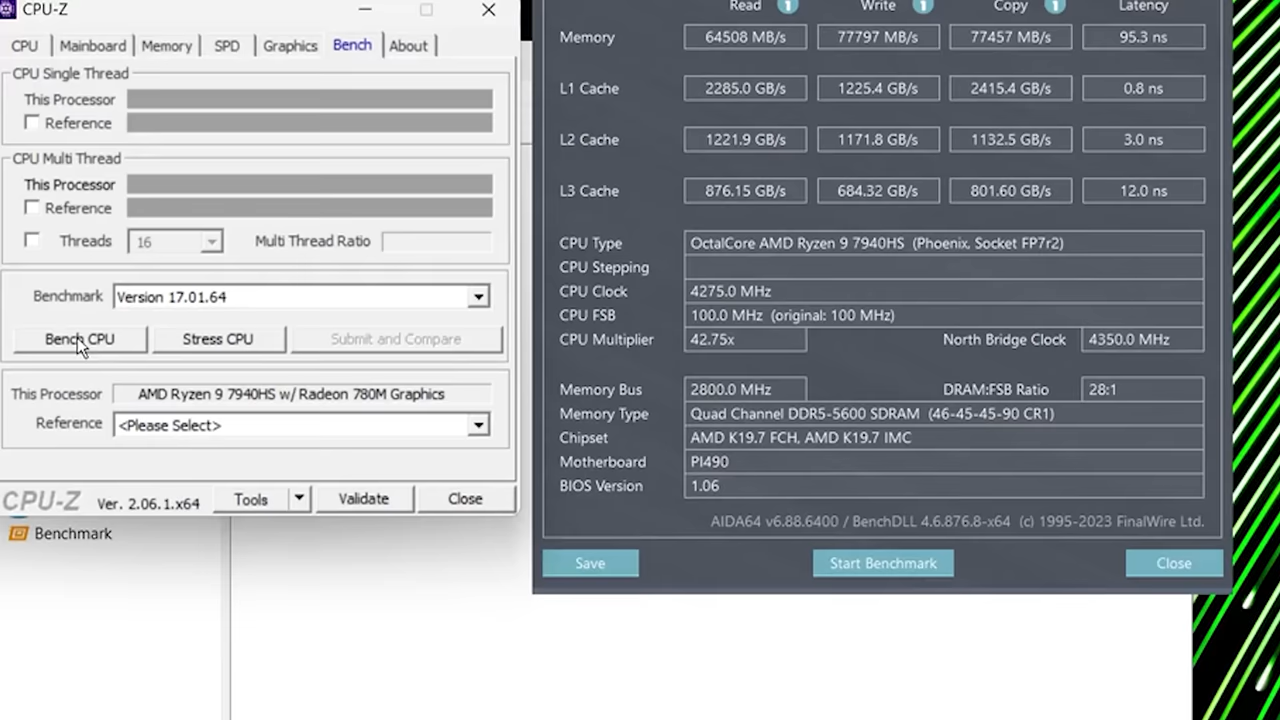 CPU-Z
CPU Mainboard Memory SPD Graphics Bench About
CPU Single Thread
This Processor
Reference
CPU Multi Thread
This Processor
Reference
Threads 16 Multi Thread Ratio
Benchmark Version 17.01.64
Bench CPU Stress CPU Submit and Compare
This Processor AMD Ryzen 9 7940HS w/ Radeon 780M Graphics
Reference <Please Select>
CPU-Z Ver. 2.06.1.x64 Tools Validate Close
Benchmark
Read Write Copy Latency
Memory 64508 MB/s 77797 MB/s 77457 MB/s 95.3 ns
L1 Cache 2285.0 GB/s 1225.4 GB/s 2415.4 GB/s 0.8 ns
L2 Cache 1221.9 GB/s 1171.8 GB/s 1132.5 GB/s 3.0 ns
L3 Cache 876.15 GB/s 684.32 GB/s 801.60 GB/s 12.0 ns
CPU Type OctalCore AMD Ryzen 9 7940HS (Phoenix, Socket FP7r2)
CPU Stepping
CPU Clock 4275.0 MHz
CPU FSB 100.0 MHz (original: 100 MHz)
CPU Multiplier 42.75x North Bridge Clock 4350.0 MHz
Memory Bus 2800.0 MHz DRAM:FSB Ratio 28:1
Memory Type Quad Channel DDR5-5600 SDRAM (46-45-45-90 CR1)
Chipset AMD K19.7 FCH, AMD K19.7 IMC
Motherboard PI490
BIOS Version 1.06
AIDA64 v6.88.6400 / BenchDLL 4.6.876.8-x64 (c) 1995-2023 FinalWire Ltd.
Save Start Benchmark Close